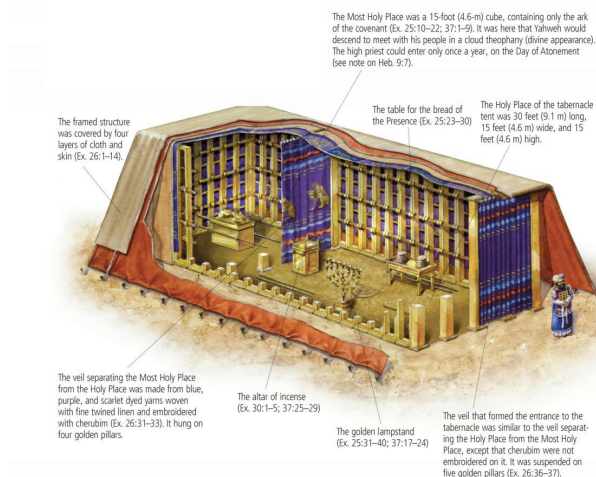 The Most Holy Place was a 15-foot (4.6-m) cube, containing only the ark
of the covenant (Ex. 25:10–22; 37:1–9). It was here that Yahweh would
descend to meet with his people in a cloud theophany (divine appearance).
The high priest could enter only once a year, on the Day of Atonement
(see note on Heb. 9:7).
The framed structure
was covered by four
layers of cloth and
skin (Ex. 26:1–14).
The table for the bread of
the Presence (Ex. 25:23–30)
The Holy Place of the tabernacle
tent was 30 feet (9.1 m) long,
15 feet (4.6 m) wide, and 15
feet (4.6 m) high.
The veil separating the Most Holy Place
from the Holy Place was made from blue,
purple, and scarlet dyed yarns woven
with fine twined linen and embroidered
with cherubim (Ex. 26:31–33). It hung on
four golden pillars.
The altar of incense
(Ex. 30:1–5; 37:25–29)
The golden lampstand
(Ex. 25:31–40; 37:17–24)
The veil that formed the entrance to the
tabernacle was similar to the veil separat-
ing the Holy Place from the Most Holy
Place, except that cherubim were not
embroidered on it. It was suspended on
five golden pillars (Ex. 26:36–37).